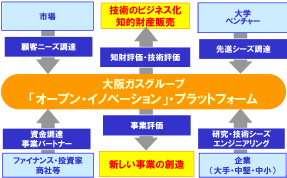 市場
技術のビジネス化
知的財産販売
大学
ベンチャー
顧客ニーズ調達
知財評価・技術評価
先進シーズ調達
大阪ガスグループ
「オープン・イノベーション」・プラットフォーム
資金調達
事業パートナー
事業評価
研究・技術シーズ
エンジニアリング
ファイナンス・投資家
商社等
新しい事業の創造
企業
(大手・中堅・中小)